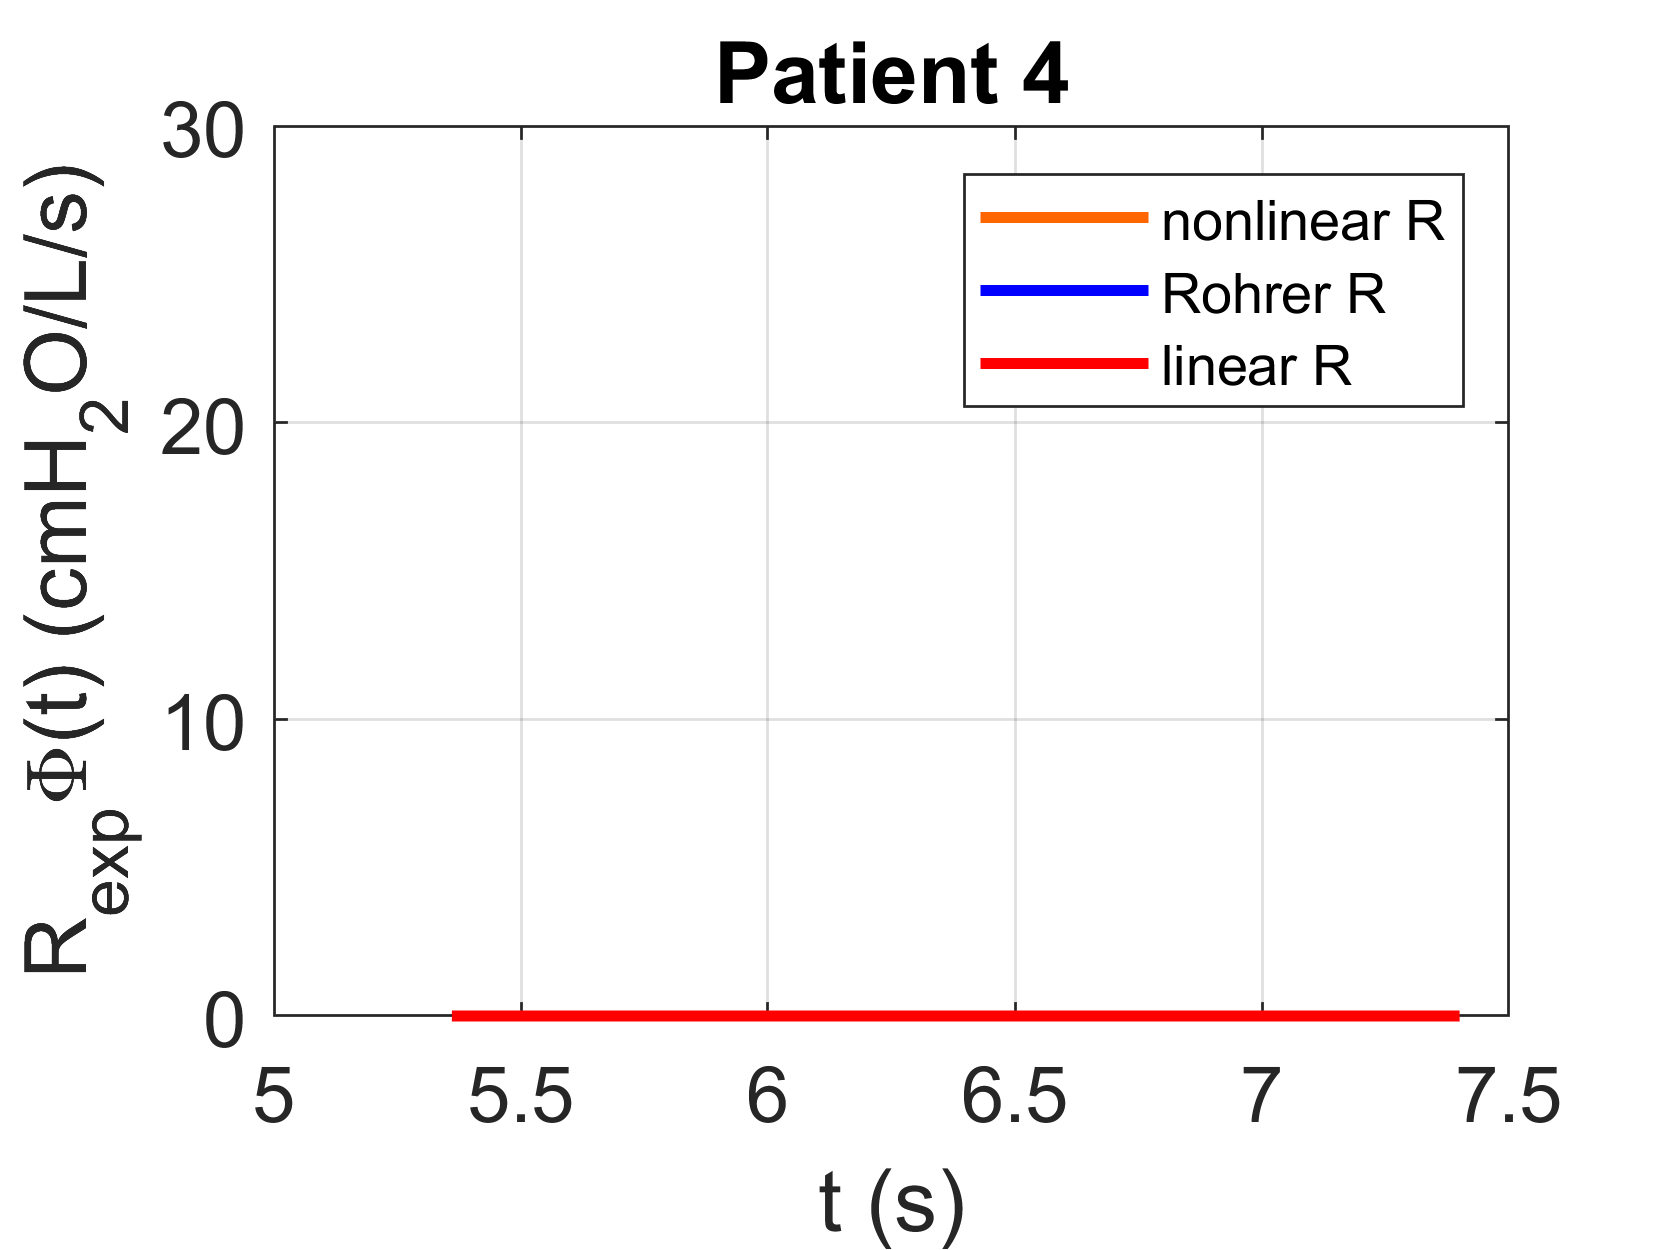 Patient 4
30
20
10
0
R_expΦ(t) (cmH_2O/L/s)
nonlinear R
Rohrer R
linear R
5 5.5 6 6.5 7 7.5
t (s)